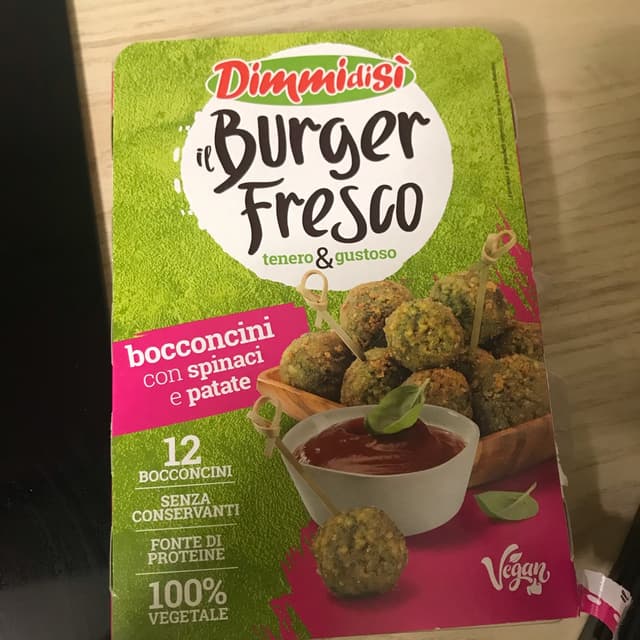 DimmidiSì
il Burger
Fresco
tenero & gustoso
bocconcini
con spinaci
e patate
12
BOCCONCINI
SENZA
CONSERVANTI
FONTE DI
PROTEINE
100%
VEGETALE
Vegan